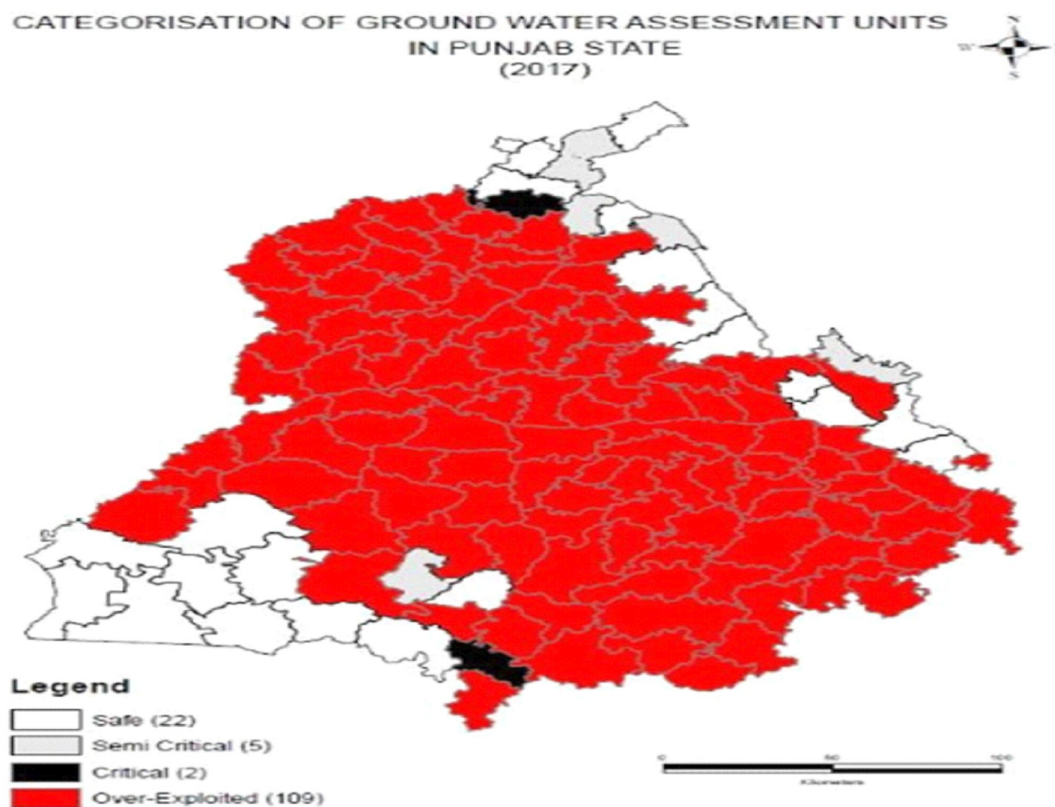 CATEGORISATION OF GROUND WATER ASSESSMENT UNITS
IN PUNJAB STATE
(2017)
N
W
S
Legend
Safe (22)
Semi Critical (5)
Critical (2)
Over-Exploited (109)
0 50 100
Kilometers